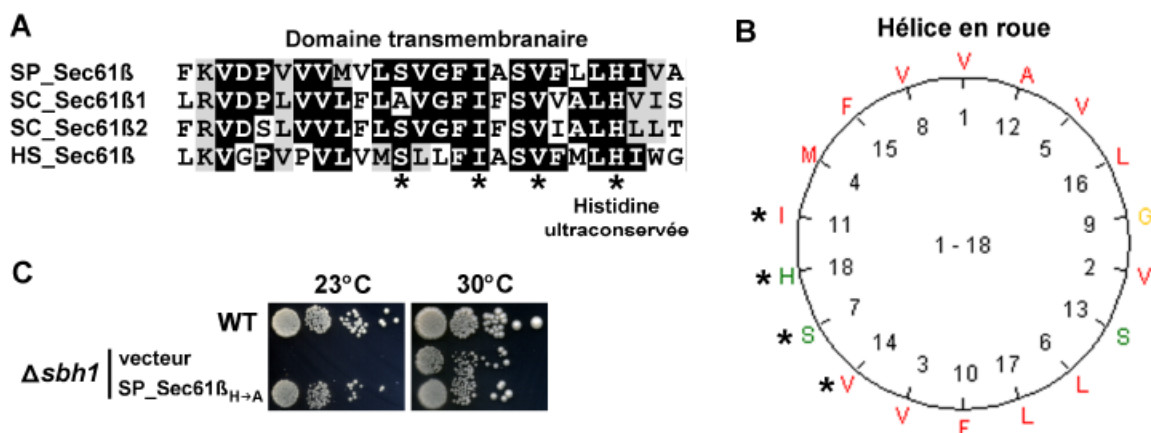 A
Domaine transmembranaire
SP_Sec61ß FKVDPVVVMVLSVGFIASVFLLHIVA
SC_Sec61ß1 LRVDPLVVLFLAVGFIFSVVALHVIS
SC_Sec61ß2 FRVDSLVVLFLSVGFIFSVIALHLLT
HS_Sec61ß LKVGPVPVLVMSLLFIASVFMLHIWG
* * * *
Histidine
ultraconservée
B
Hélice en roue
V V A
F V
M L
* I G
* H V
* S S
* V L
V F L
8 1 12
15 5
4 16
11 9
1 - 18
18 2
7 13
14 6
3 10 17
C
23°C 30°C
WT
Δsbh1
vecteur
SP_Sec61ßH→A